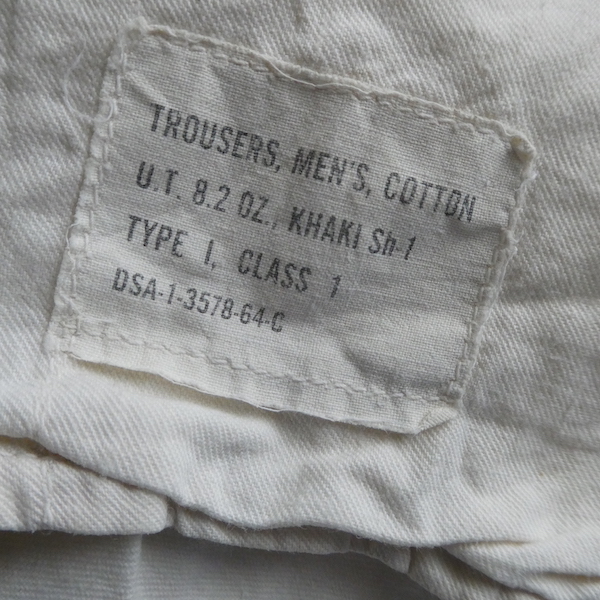 TROUSERS, MEN'S, COTTON
U.T. 8.2 OZ., KHAKI Sh-1
TYPE I, CLASS 1
DSA-1-3578-64-C